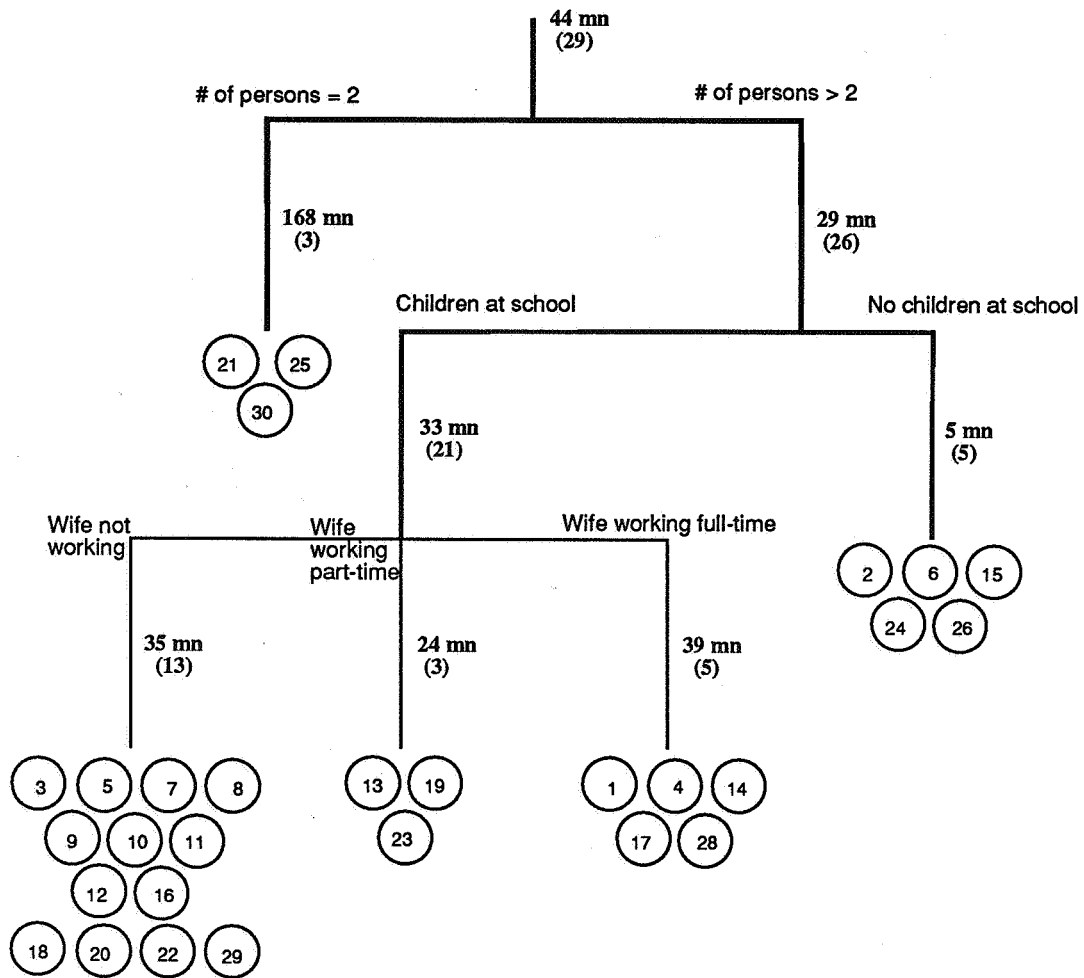 44 mn
(29)
# of persons = 2
# of persons > 2
168 mn
(3)
29 mn
(26)
Children at school
No children at school
21
25
30
33 mn
(21)
5 mn
(5)
Wife not
working
Wife
working
part-time
Wife working full-time
2
6
15
24
26
35 mn
(13)
24 mn
(3)
39 mn
(5)
3
5
7
8
13
19
1
4
14
9
10
11
23
17
28
12
16
18
20
22
29